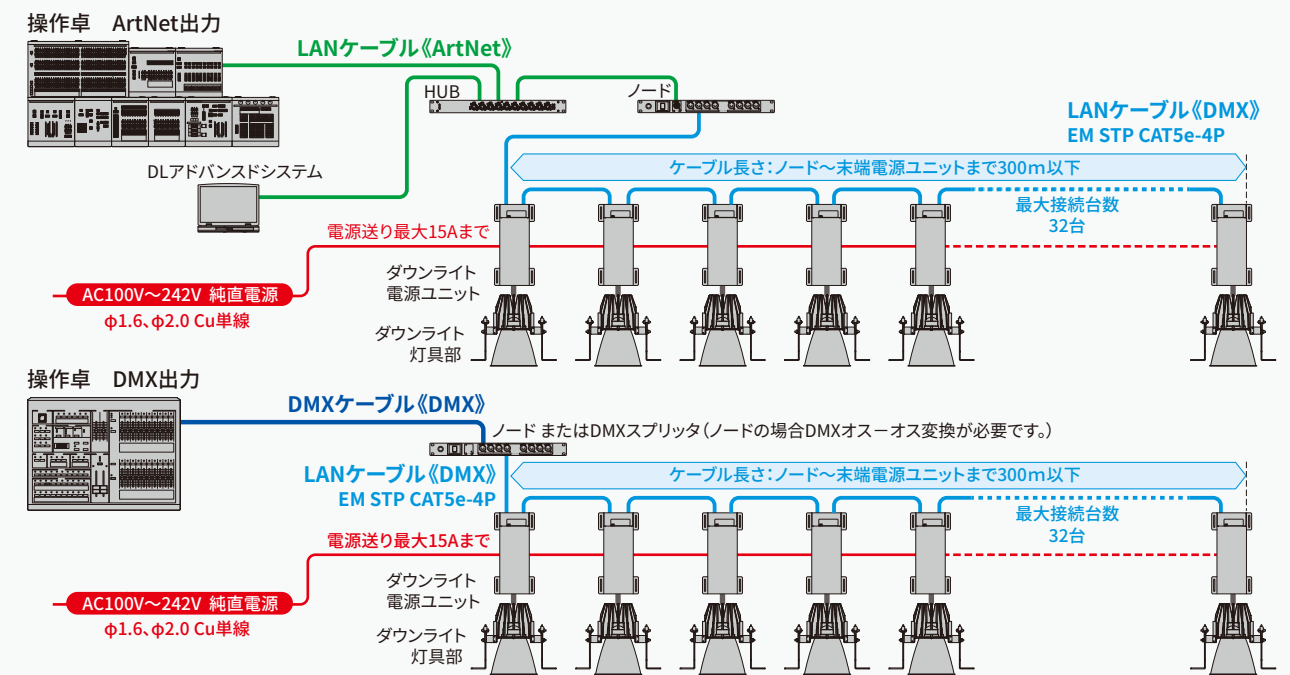 操作卓　ArtNet出力
LANケーブル《ArtNet》
HUB
ノード
LANケーブル《DMX》
EM STP CAT5e-4P
DLアドバンスドシステム
ケーブル長さ：ノード～末端電源ユニットまで300m以下
最大接続台数
32台
電源送り最大15Aまで
ダウンライト
電源ユニット
AC100V～242V 純直電源
φ1.6、φ2.0 Cu単線
ダウンライト
灯具部
操作卓　DMX出力
DMXケーブル《DMX》
ノード またはDMXスプリッタ（ノードの場合DMXオス－オス変換が必要です。）
LANケーブル《DMX》
EM STP CAT5e-4P
ケーブル長さ：ノード～末端電源ユニットまで300m以下
最大接続台数
32台
電源送り最大15Aまで
ダウンライト
電源ユニット
AC100V～242V 純直電源
φ1.6、φ2.0 Cu単線
ダウンライト
灯具部